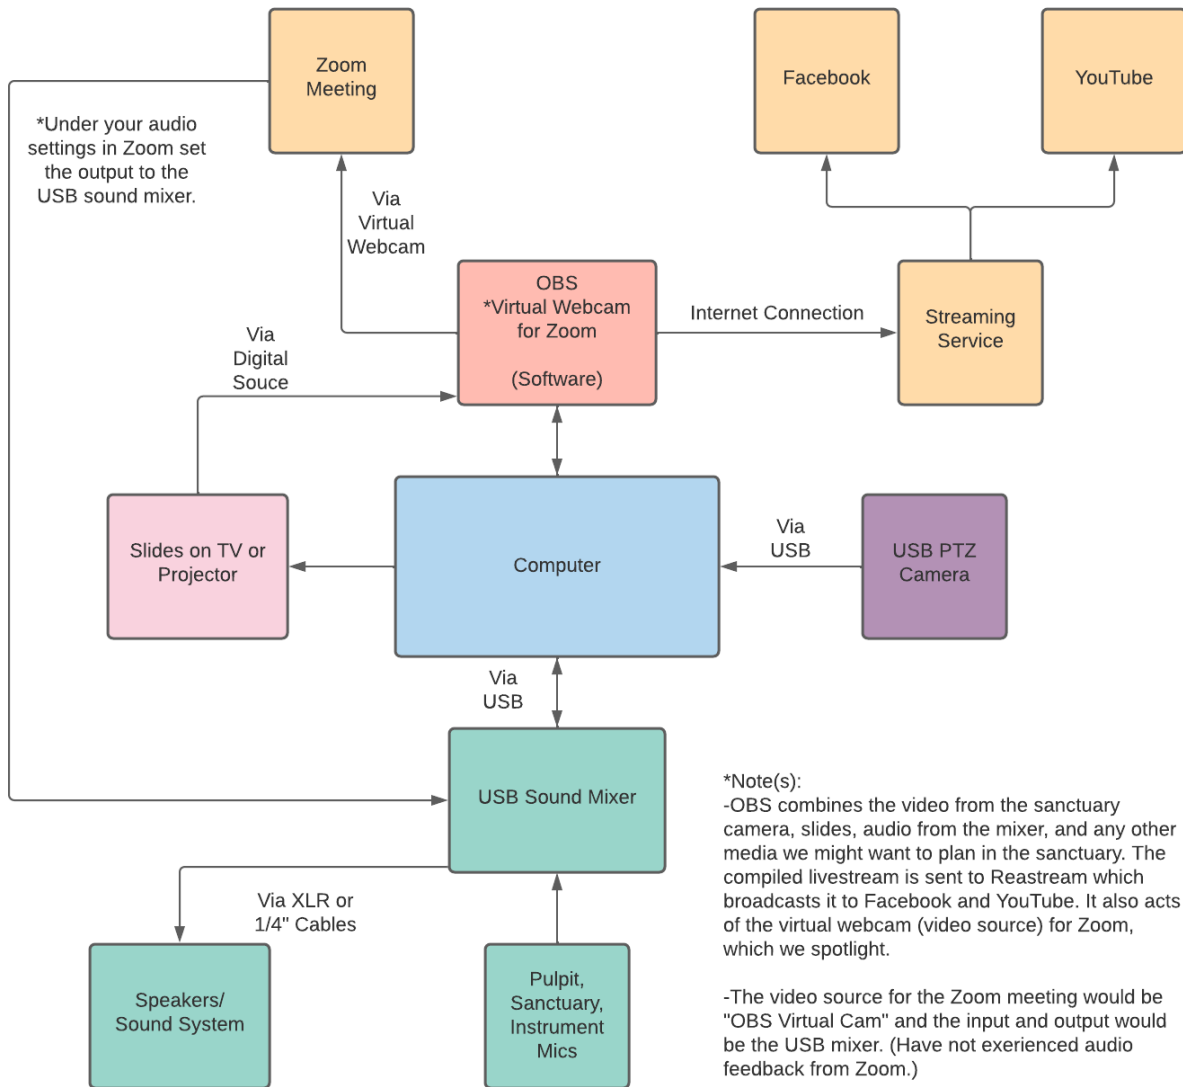 Zoom
Meeting
Facebook
YouTube
*Under your audio
settings in Zoom set
the output to the
USB sound mixer.
Via
Virtual
Webcam
OBS
*Virtual Webcam
for Zoom
(Software)
Internet Connection
Streaming
Service
Via
Digital
Souce
Slides on TV or
Projector
Computer
Via
USB
USB PTZ
Camera
Via
USB
USB Sound Mixer
Via XLR or
1/4" Cables
Speakers/
Sound System
Pulpit,
Sanctuary,
Instrument
Mics
*Note(s):
-OBS combines the video from the sanctuary
camera, slides, audio from the mixer, and any other
media we might want to plan in the sanctuary. The
compiled livestream is sent to Reastream which
broadcasts it to Facebook and YouTube. It also acts
of the virtual webcam (video source) for Zoom,
which we spotlight.
-The video source for the Zoom meeting would be
"OBS Virtual Cam" and the input and output would
be the USB mixer. (Have not exerienced audio
feedback from Zoom.)